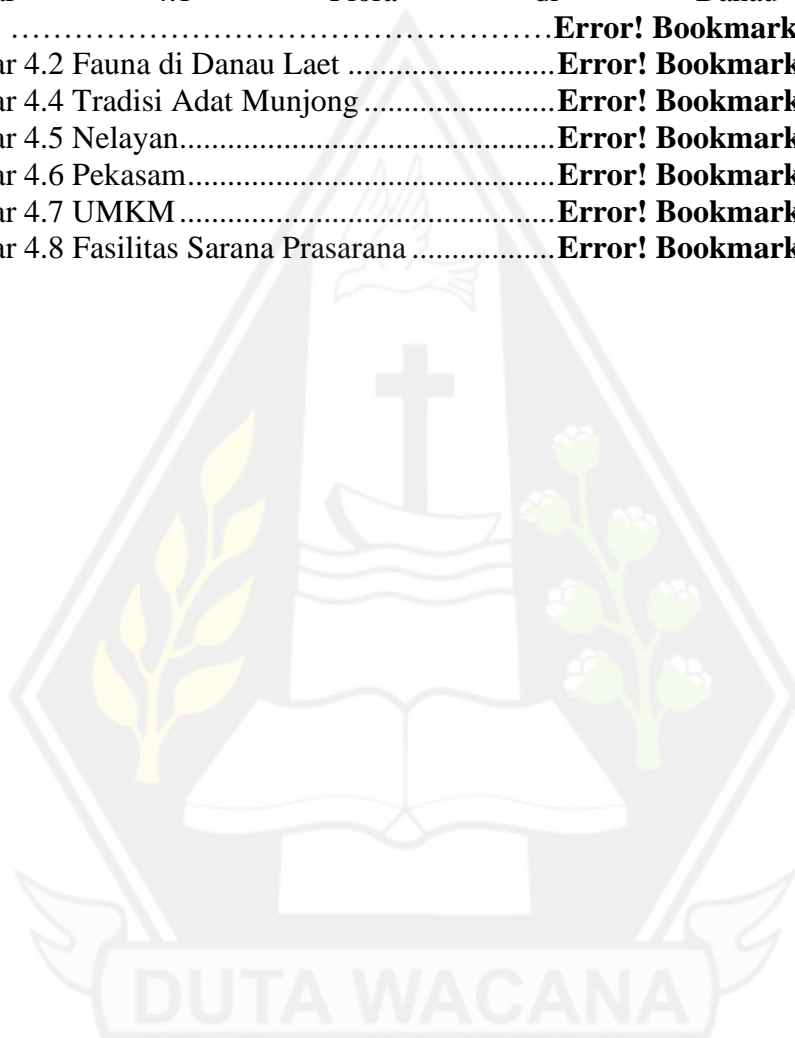 4.1 Flora di Danau
……………………………………………Error! Bookmark
ar 4.2 Fauna di Danau Laet .......................Error! Bookmark
ar 4.4 Tradisi Adat Munjong .....................Error! Bookmark
ar 4.5 Nelayan.........................................Error! Bookmark
ar 4.6 Pekasam........................................Error! Bookmark
ar 4.7 UMKM .........................................Error! Bookmark
ar 4.8 Fasilitas Sarana Prasarana ................Error! Bookmark
DUTA WACANA